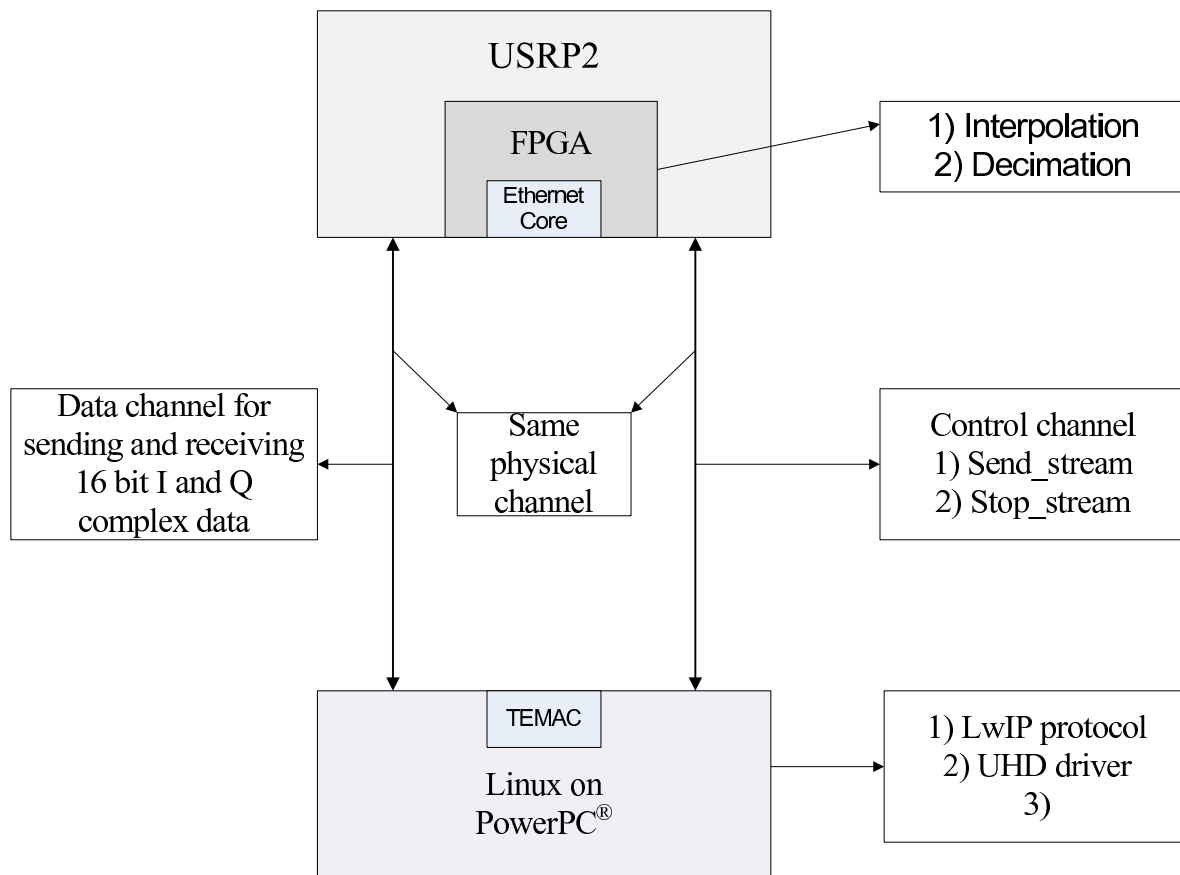 USRP2
FPGA
Ethernet
Core
1) Interpolation
2) Decimation
Data channel for
sending and receiving
16 bit I and Q
complex data
Same
physical
channel
Control channel
1) Send_stream
2) Stop_stream
TEMAC
Linux on
PowerPC®
1) LwIP protocol
2) UHD driver
3)